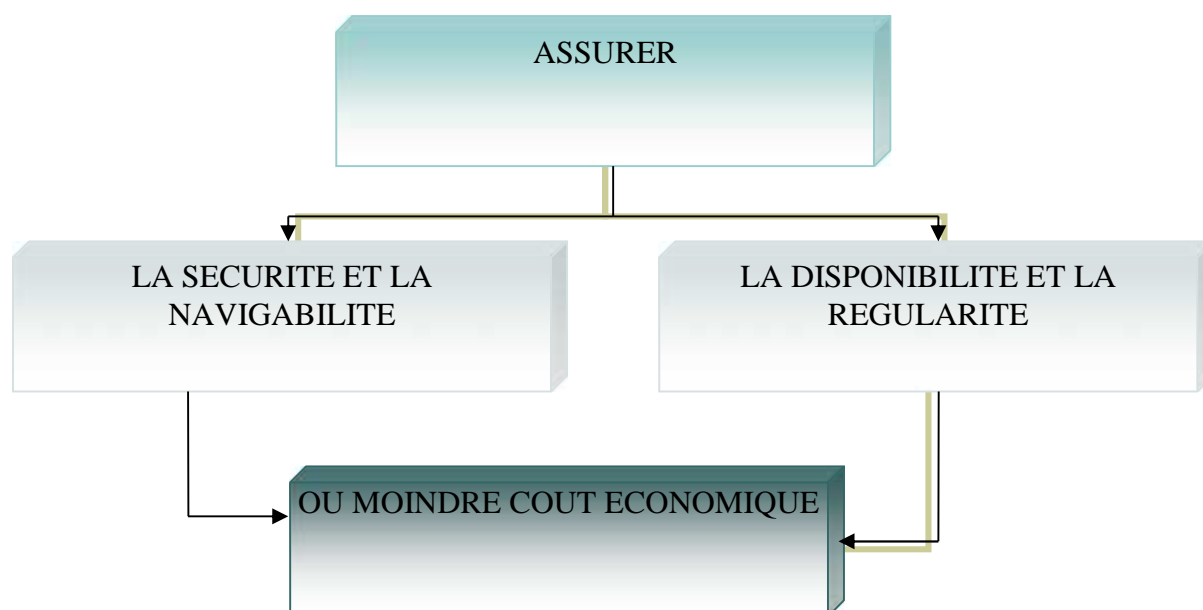 ASSURER
LA SECURITE ET LA
NAVIGABILITE
LA DISPONIBILITE ET LA
REGULARITE
OU MOINDRE COUT ECONOMIQUE